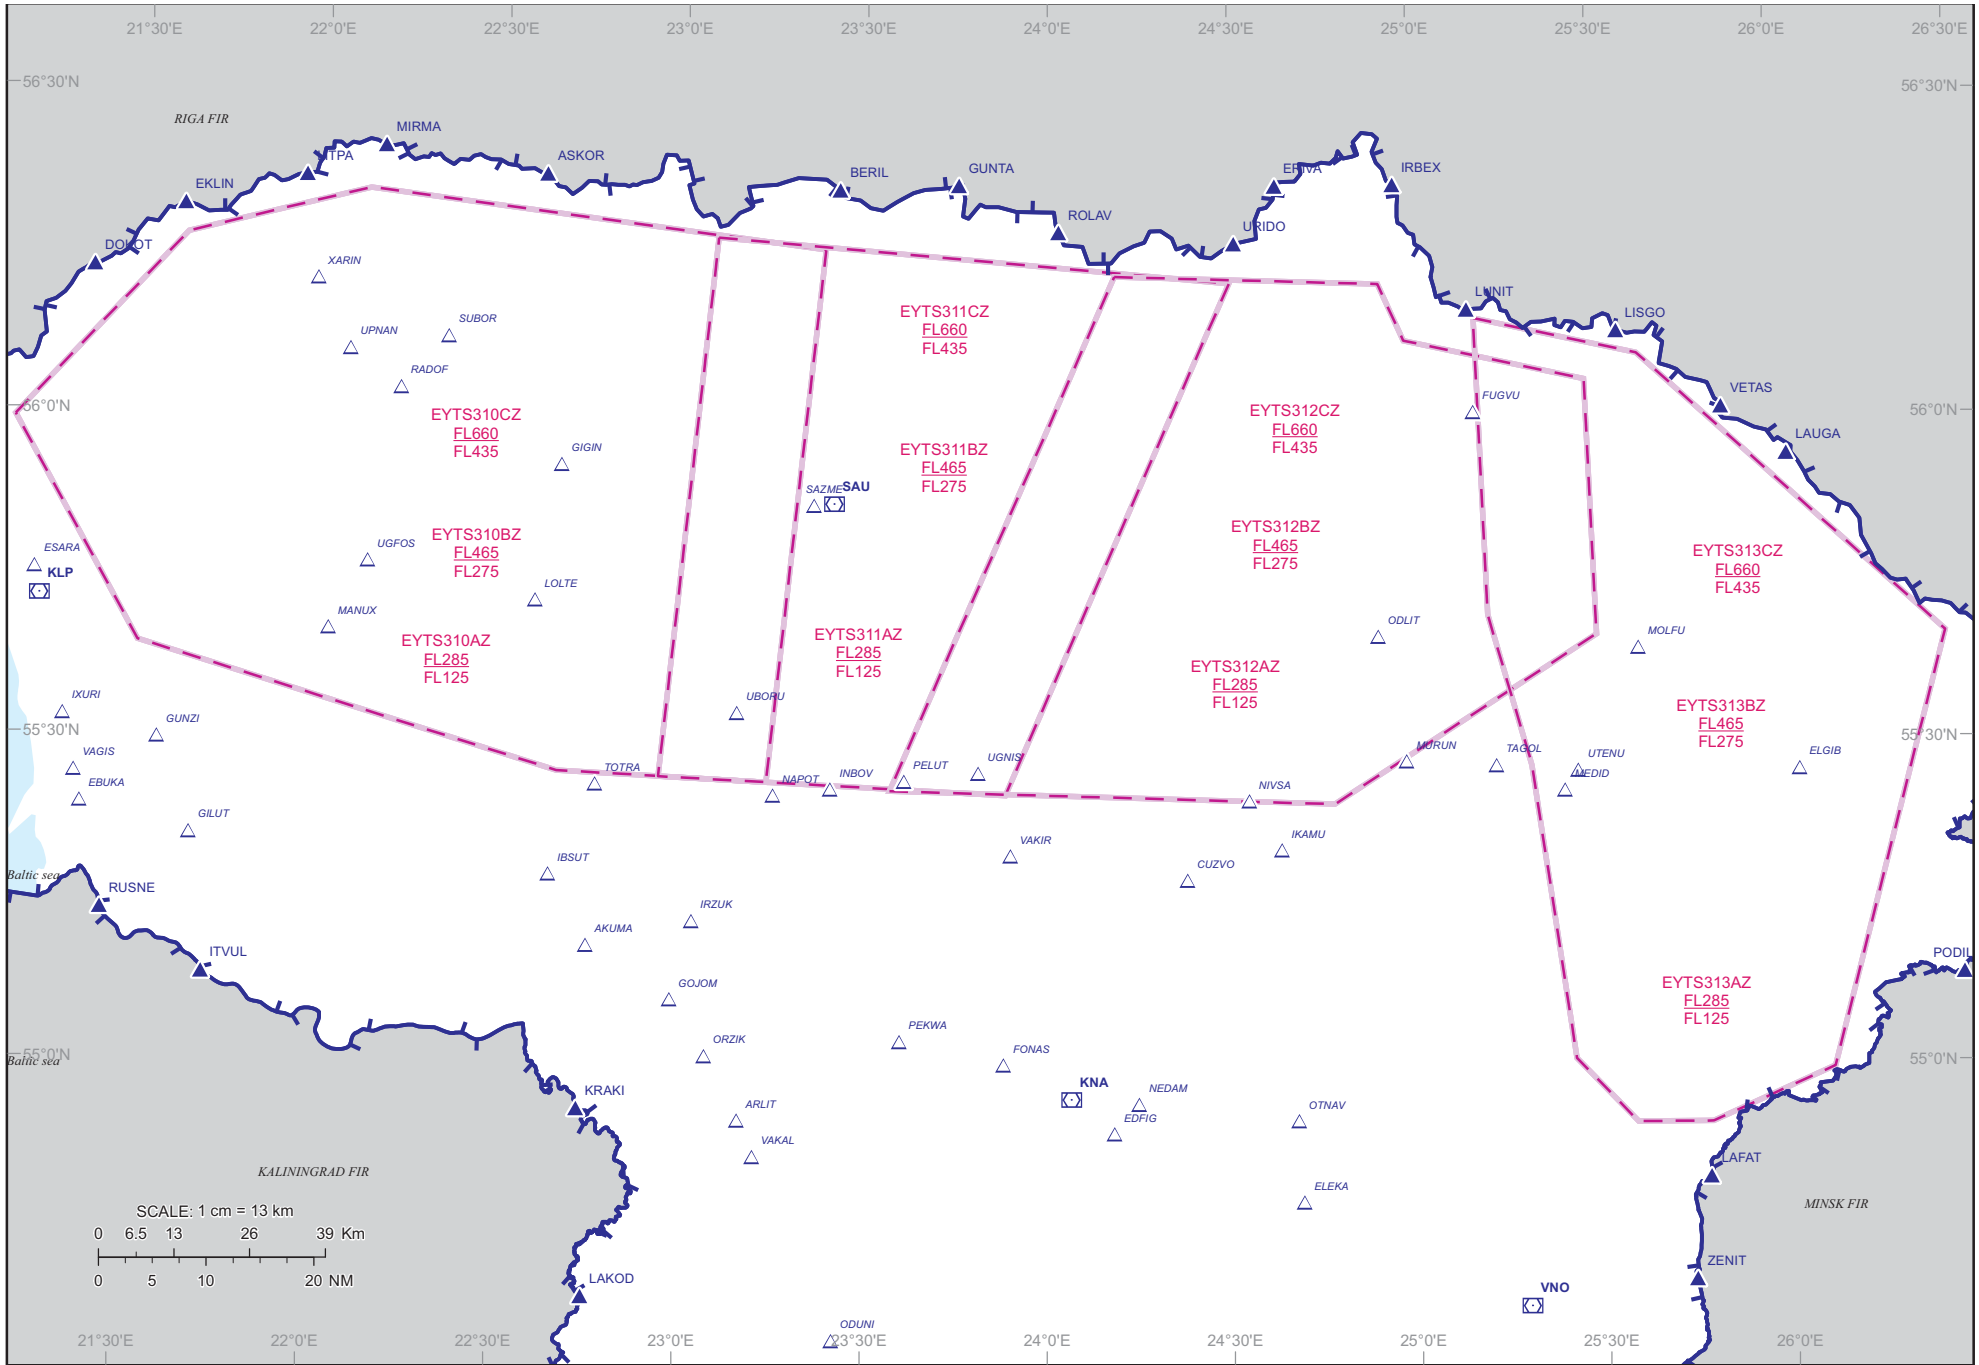 21°30'E 22°0'E 22°30'E 23°0'E 23°30'E 24°0'E 24°30'E 25°0'E 25°30'E 26°0'E 26°30'E
56°30'N 56°30'N
RIGA FIR
MIRMA
ASKOR
BERIL
GUNTA
ERIVA
IRBEX
EKLIN
ROLAV
URIDO
DOLOT
XARIN
LUNIT
LISGO
UPNAN
SUBOR
RADOF
EYTS311CZ
FL660
FL435
VETAS
FUGVU
56°0'N 56°0'N
LAUGA
EYTS310CZ
FL660
FL435
EYTS312CZ
FL660
FL435
GIGIN
EYTS311BZ
FL465
FL275
SAZME
SAU
EYTS310BZ
FL465
FL275
EYTS312BZ
FL465
FL275
UGFOS
ESARA
KLP
LOLTE
MANUX
EYTS313CZ
FL660
FL435
EYTS310AZ
FL285
FL125
EYTS311AZ
FL285
FL125
ODLIT
MOLFU
EYTS312AZ
FL285
FL125
IXURI
GUNZI
UBORU
EYTS313BZ
FL465
FL275
55°30'N 55°30'N
VAGIS
EBUKA
TOTRA
NAPOT
INBOV
PELUT
UGNIS
MURUN
TAGOL
UTENU
MEDID
ELGIB
NIVSA
GILUT
VAKIR
IKAMU
CUZVO
IBSUT
Baltic sea
RUSNE
IRZUK
AKUMA
ITVUL
PODIL
GOJOM
EYTS313AZ
FL285
FL125
ORZIK
PEKWA
FONAS
55°0'N 55°0'N
Baltic sea
KRAKI
KNA
NEDAM
EDFIG
ARLIT
OTNAV
VAKAL
LAFAT
KALININGRAD FIR
ELEKA
MINSK FIR
SCALE: 1 cm = 13 km
0 6.5 13 26 39 Km
0 5 10 20 NM
LAKOD
ZENIT
VNO
ODUNI
21°30'E 22°0'E 22°30'E 23°0'E 23°30'E 24°0'E 24°30'E 25°0'E 25°30'E 26°0'E